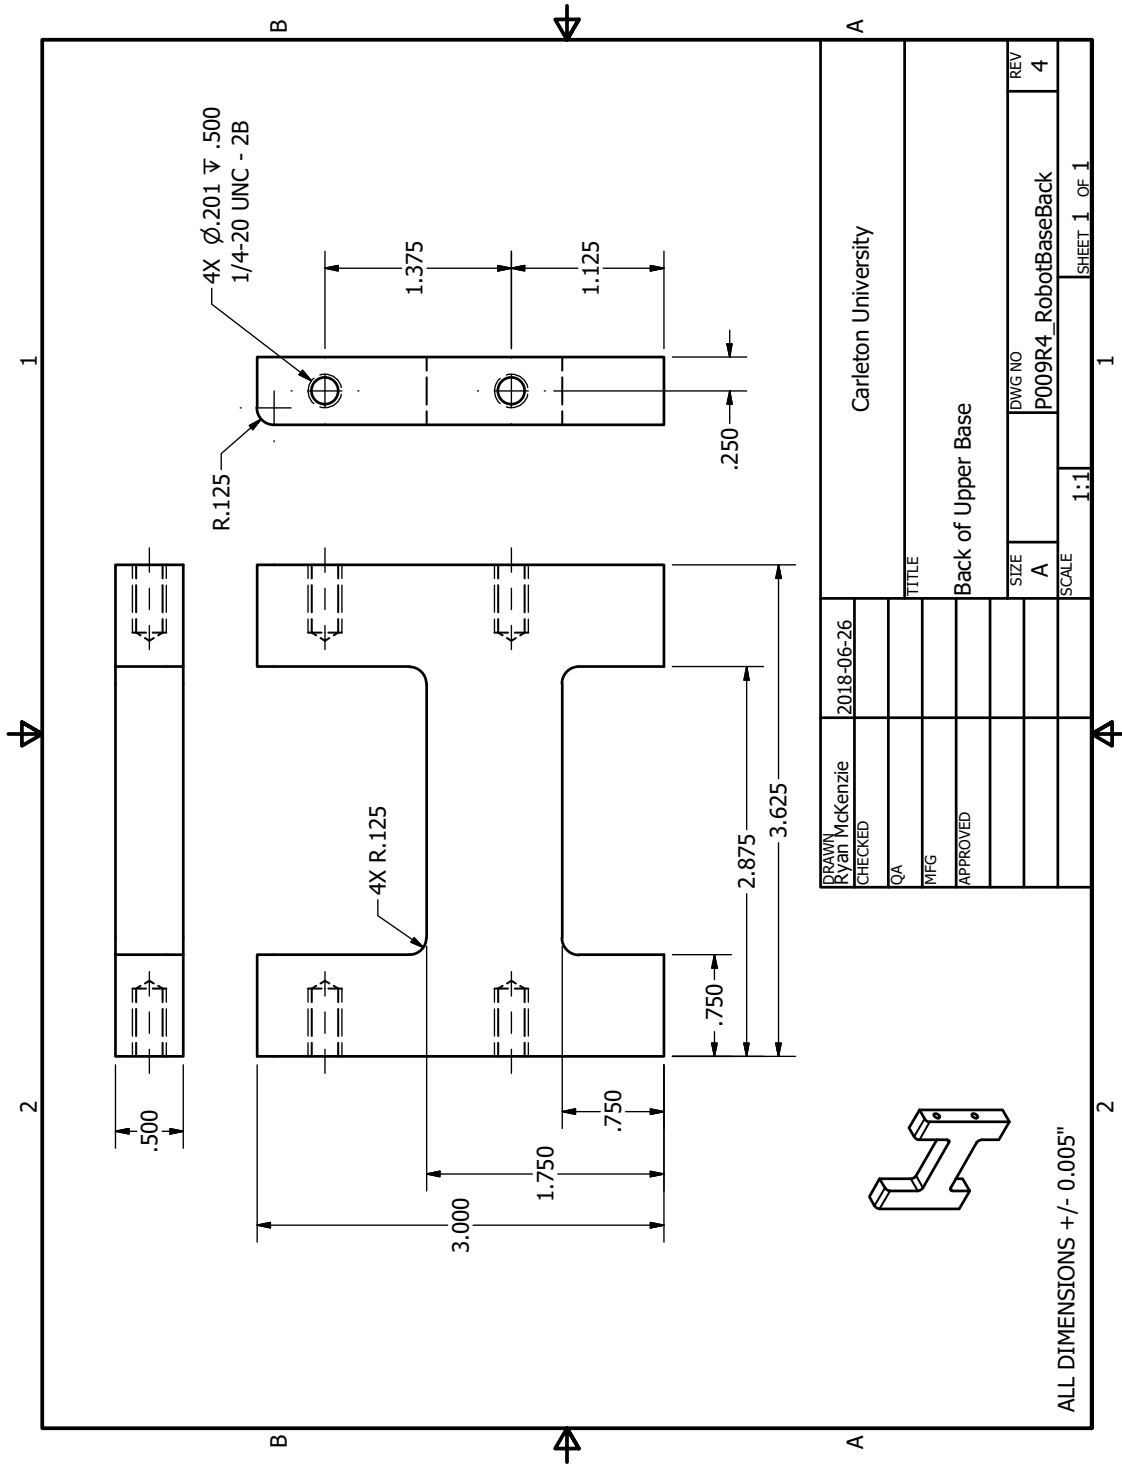 2
1
B
B
A
A
2
1
.500
3.000
1.750
.750
4X R.125
.750
2.875
3.625
R.125
4X Ø.201 ↧ .500
1/4-20 UNC - 2B
1.375
1.125
.250
ALL DIMENSIONS +/- 0.005"
DRAWN
Ryan McKenzie
2018-06-26
CHECKED
QA
MFG
APPROVED
Carleton University
TITLE
Back of Upper Base
SIZE
A
DWG NO
P009R4_RobotBaseBack
REV
4
SCALE
1:1
SHEET 1 OF 1